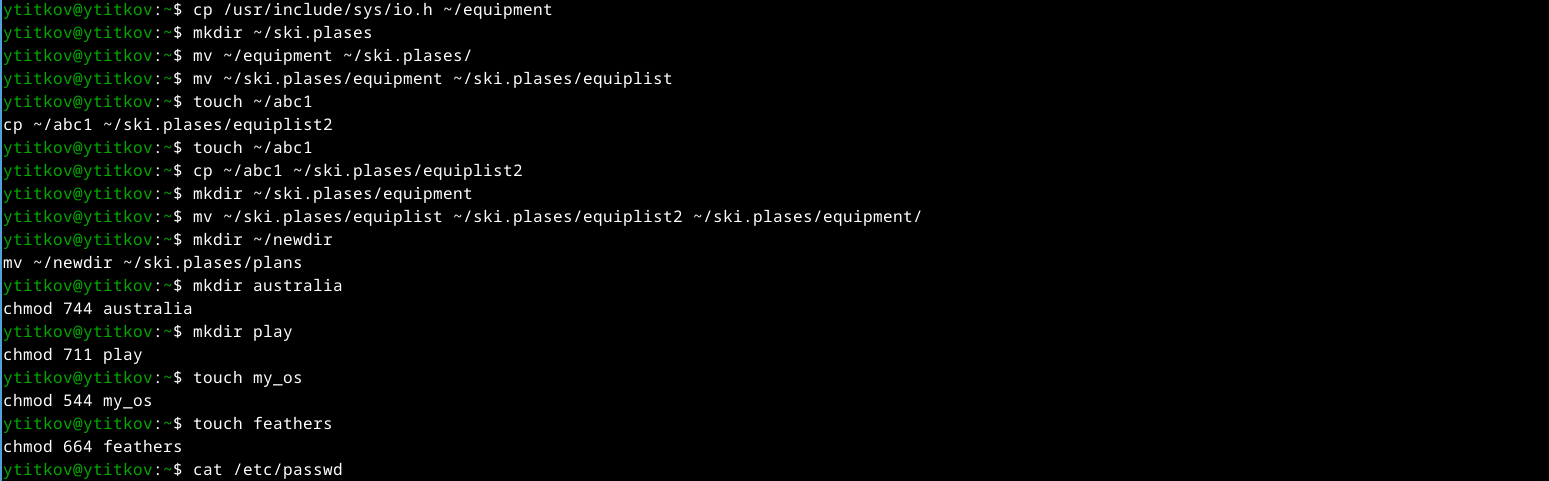 ytitkov@ytitkov:~$ cp /usr/include/sys/io.h ~/equipment
ytitkov@ytitkov:~$ mkdir ~/ski.plases
ytitkov@ytitkov:~$ mv ~/equipment ~/ski.plases/
ytitkov@ytitkov:~$ mv ~/ski.plases/equipment ~/ski.plases/equiplist
ytitkov@ytitkov:~$ touch ~/abc1
cp ~/abc1 ~/ski.plases/equiplist2
ytitkov@ytitkov:~$ touch ~/abc1
ytitkov@ytitkov:~$ cp ~/abc1 ~/ski.plases/equiplist2
ytitkov@ytitkov:~$ mkdir ~/ski.plases/equipment
ytitkov@ytitkov:~$ mv ~/ski.plases/equiplist ~/ski.plases/equiplist2 ~/ski.plases/equipment/
ytitkov@ytitkov:~$ mkdir ~/newdir
mv ~/newdir ~/ski.plases/plans
ytitkov@ytitkov:~$ mkdir australia
chmod 744 australia
ytitkov@ytitkov:~$ mkdir play
chmod 711 play
ytitkov@ytitkov:~$ touch my_os
chmod 544 my_os
ytitkov@ytitkov:~$ touch feathers
chmod 664 feathers
ytitkov@ytitkov:~$ cat /etc/passwd